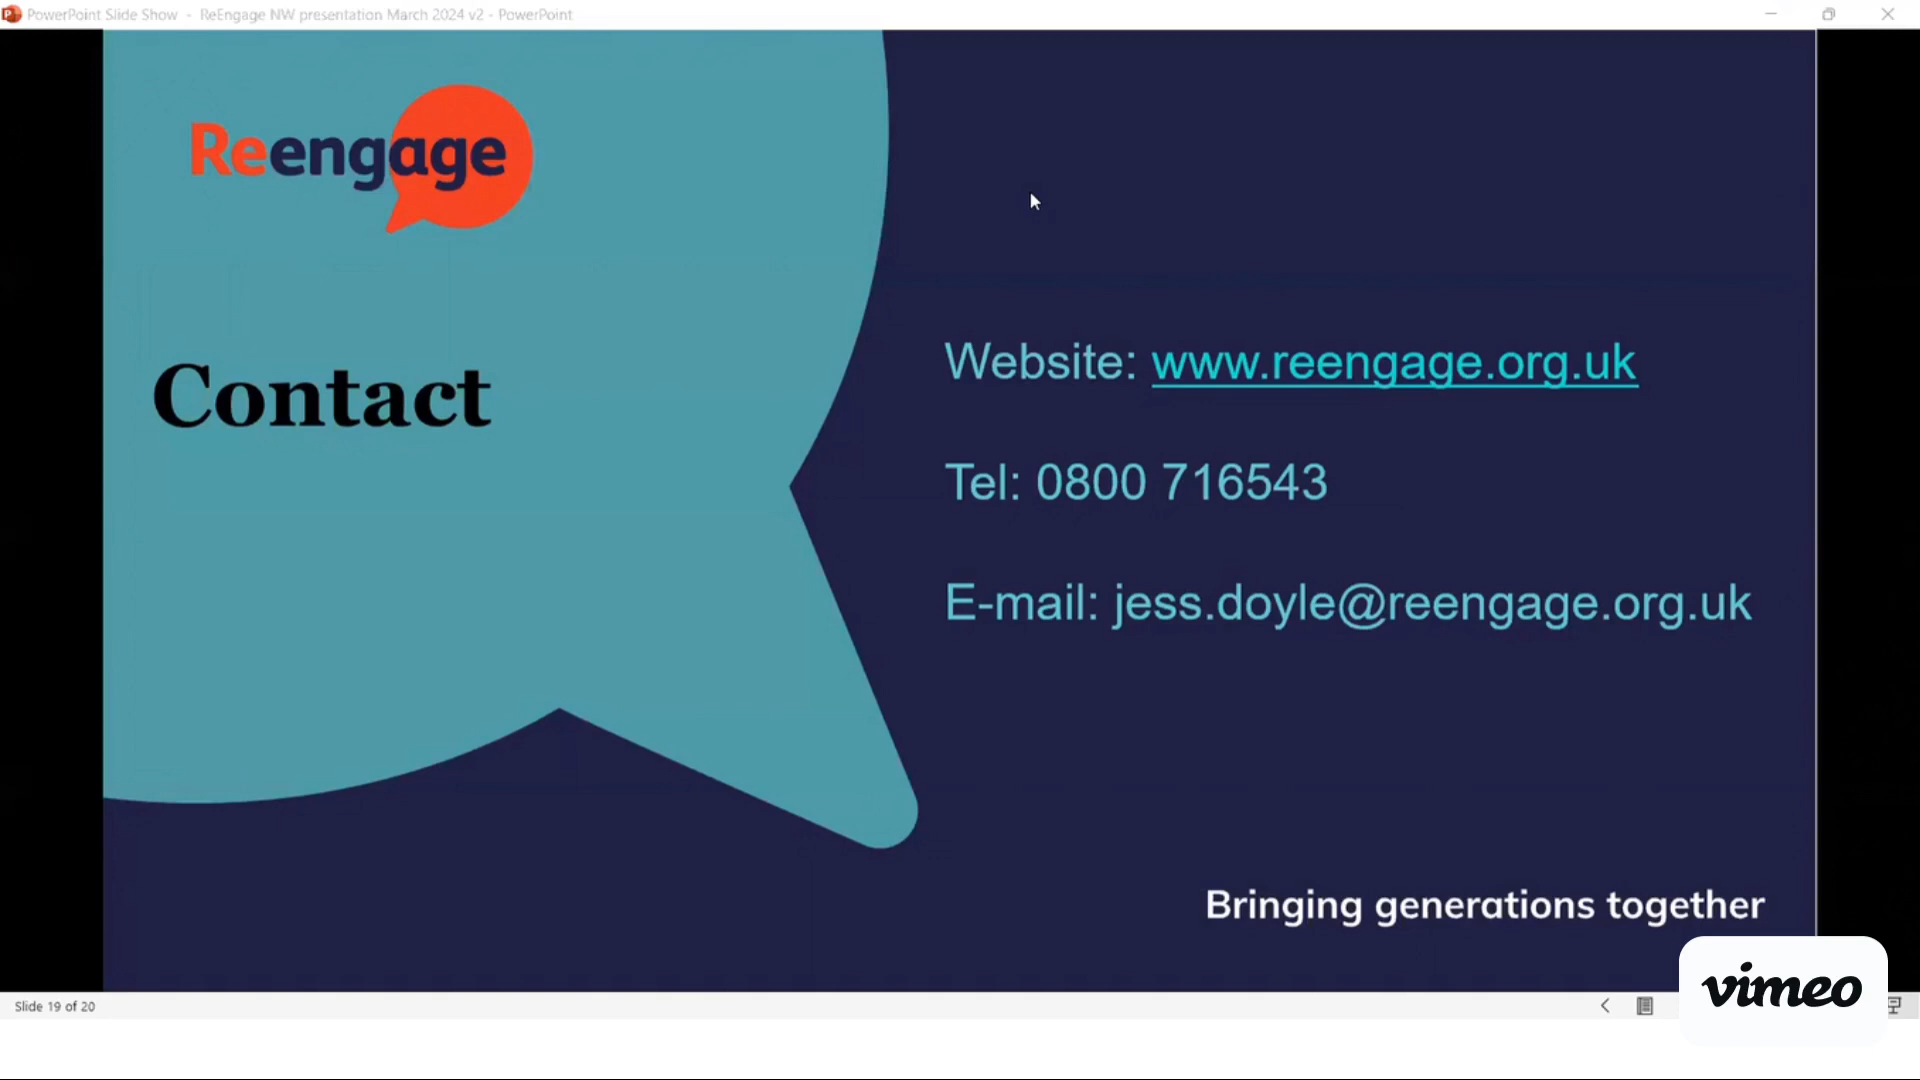 PowerPoint Slide Show - ReEngage NW presentation March 2024 v2 - PowerPoint
Reengage
Contact
Website: www.reengage.org.uk
Tel: 0800 716543
E-mail: jess.doyle@reengage.org.uk
Bringing generations together
vimeo
Slide 19 of 20